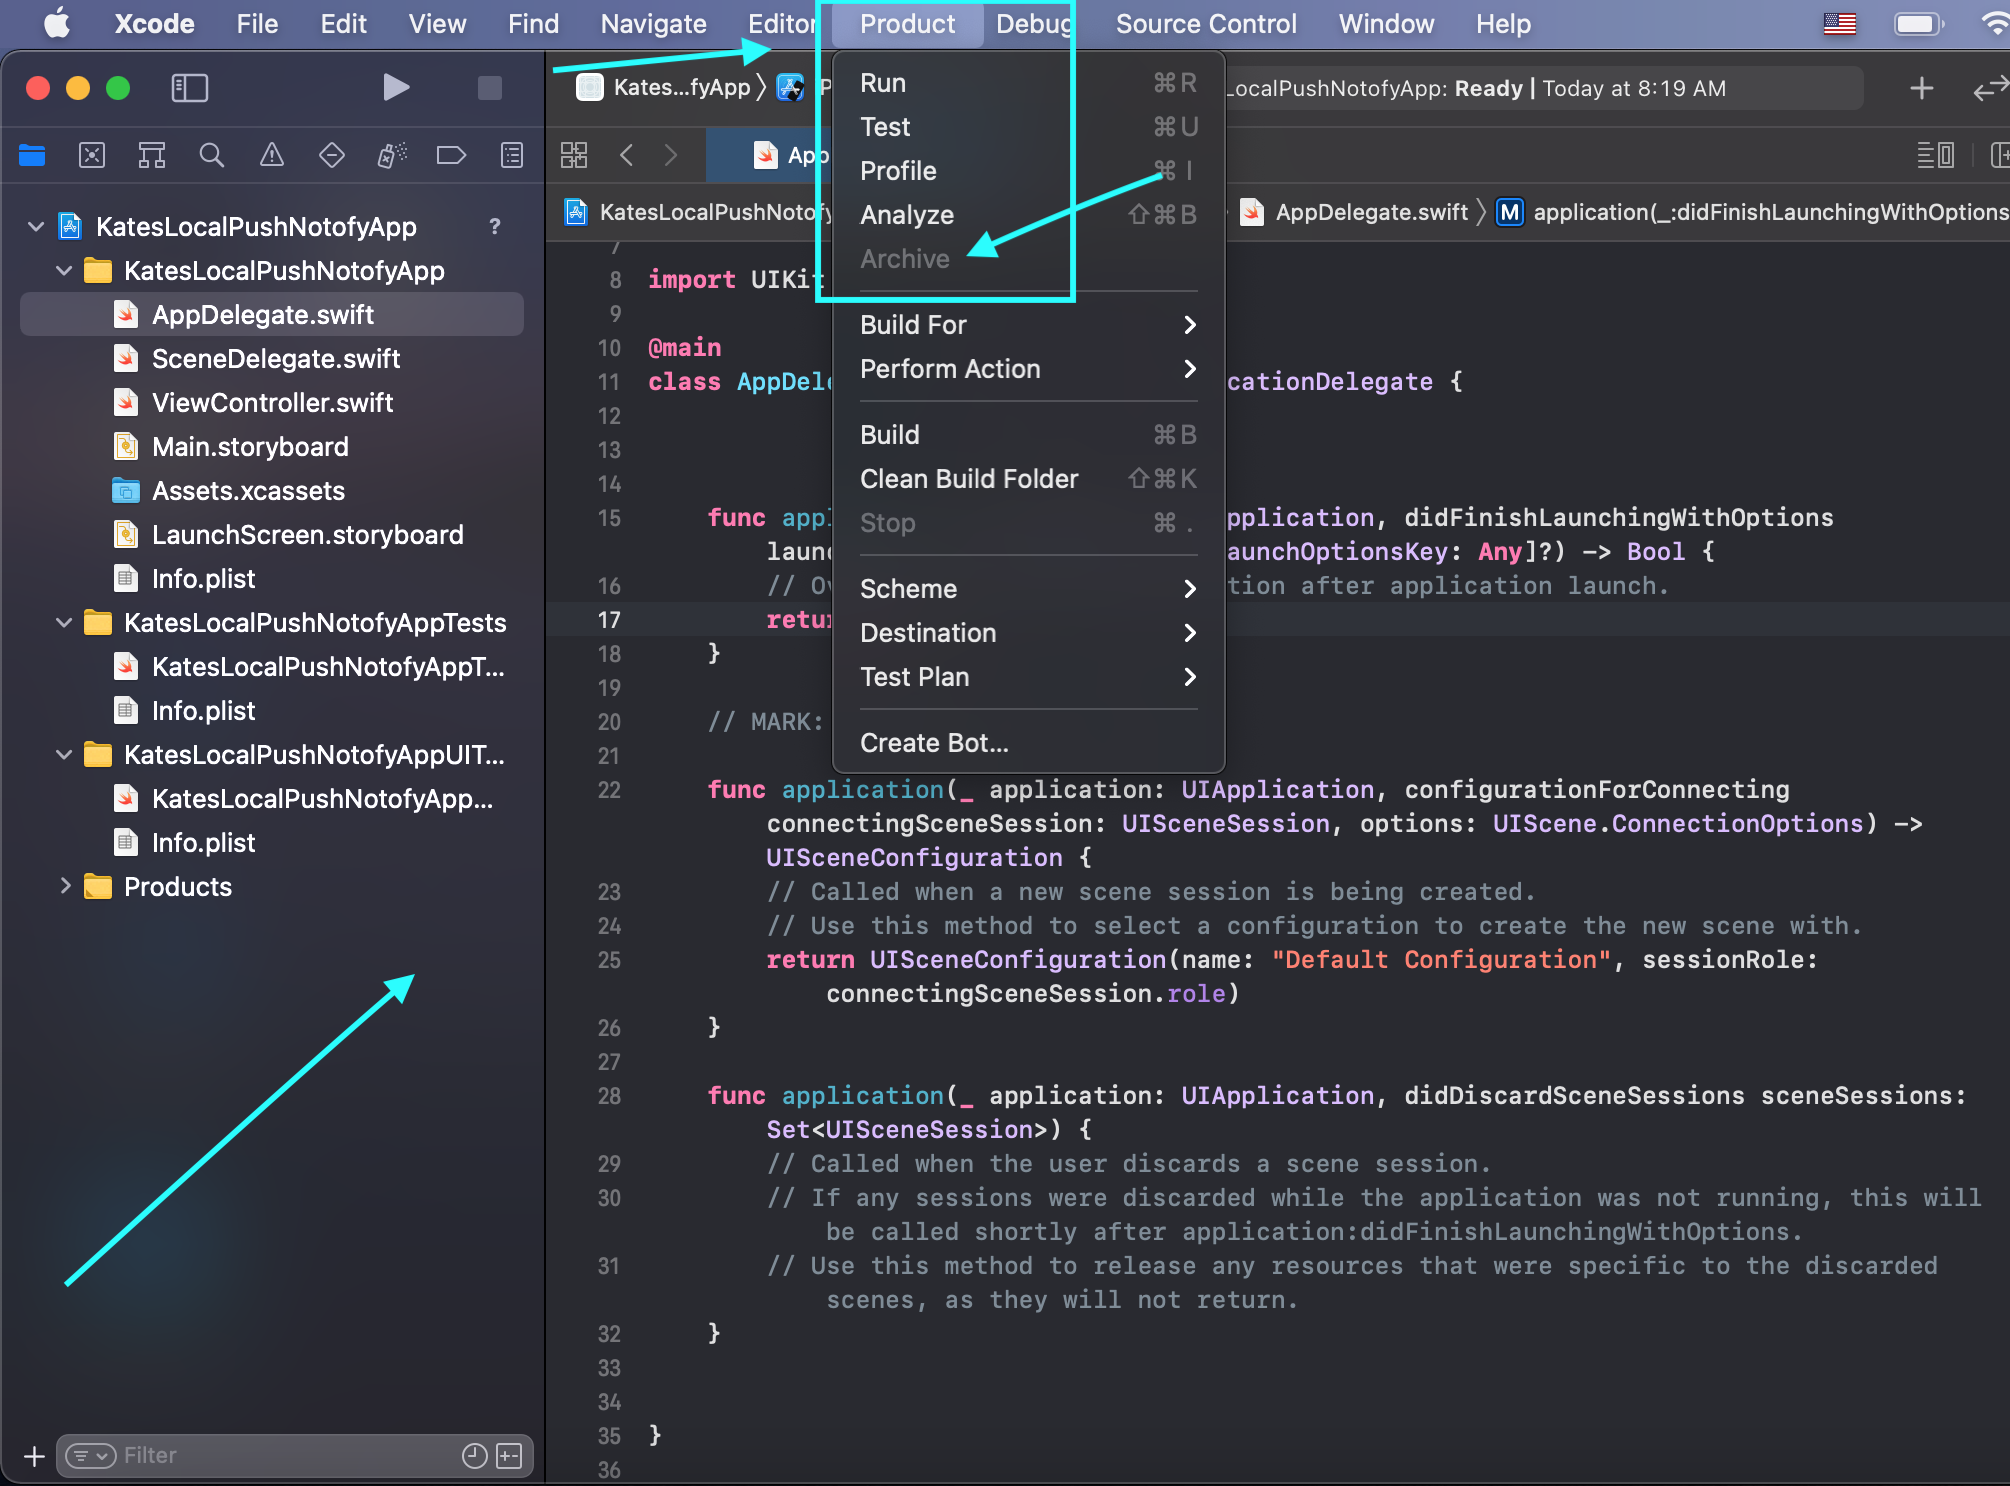 Xcode File Edit View Find Navigate Editor Product Debug Source Control Window Help
Kates...fyApp
LocalPushNotofyApp: Ready | Today at 8:19 AM
KatesLocalPushNotofyApp ?
KatesLocalPushNotofyApp
AppDelegate.swift
SceneDelegate.swift
ViewController.swift
Main.storyboard
Assets.xcassets
LaunchScreen.storyboard
Info.plist
KatesLocalPushNotofyAppTests
KatesLocalPushNotofyAppT...
Info.plist
KatesLocalPushNotofyAppUIT...
KatesLocalPushNotofyApp...
Info.plist
Products
Filter
Run ⌘R
Test ⌘U
Profile ⌘I
Analyze ⇧⌘B
Archive
Build For
Perform Action
Build ⌘B
Clean Build Folder ⇧⌘K
Stop ⌘.
Scheme
Destination
Test Plan
Create Bot...
App
KatesLocalPushNotofy AppDelegate.swift M application(_:didFinishLaunchingWithOptions
7
8 import UIKit
9
10 @main
11 class AppDele cationDelegate {
12
13
14
15 func appl pplication, didFinishLaunchingWithOptions
launc aunchOptionsKey: Any]?) -> Bool {
16 // Ov tion after application launch.
17 retur
18 }
19
20 // MARK:
21
22 func application(_ application: UIApplication, configurationForConnecting
connectingSceneSession: UISceneSession, options: UIScene.ConnectionOptions) ->
UISceneConfiguration {
23 // Called when a new scene session is being created.
24 // Use this method to select a configuration to create the new scene with.
25 return UISceneConfiguration(name: "Default Configuration", sessionRole:
connectingSceneSession.role)
26 }
27
28 func application(_ application: UIApplication, didDiscardSceneSessions sceneSessions:
Set<UISceneSession>) {
29 // Called when the user discards a scene session.
30 // If any sessions were discarded while the application was not running, this will
be called shortly after application:didFinishLaunchingWithOptions.
31 // Use this method to release any resources that were specific to the discarded
scenes, as they will not return.
32 }
33
34
35 }
36